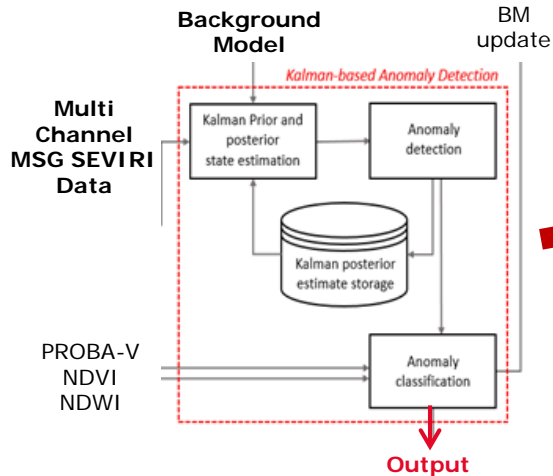 Background
Model
BM
update
Kalman-based Anomaly Detection
Multi
Channel
MSG SEVIRI
Data
Kalman Prior and
posterior
state estimation
Anomaly
detection
Kalman posterior
estimate storage
PROBA-V
NDVI
NDWI
Anomaly
classification
Output